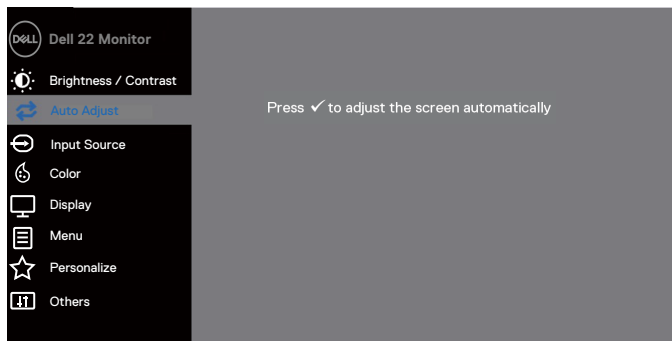 DELL Dell 22 Monitor
Brightness / Contrast
Auto Adjust
Press ✓ to adjust the screen automatically
Input Source
Color
Display
Menu
Personalize
Others